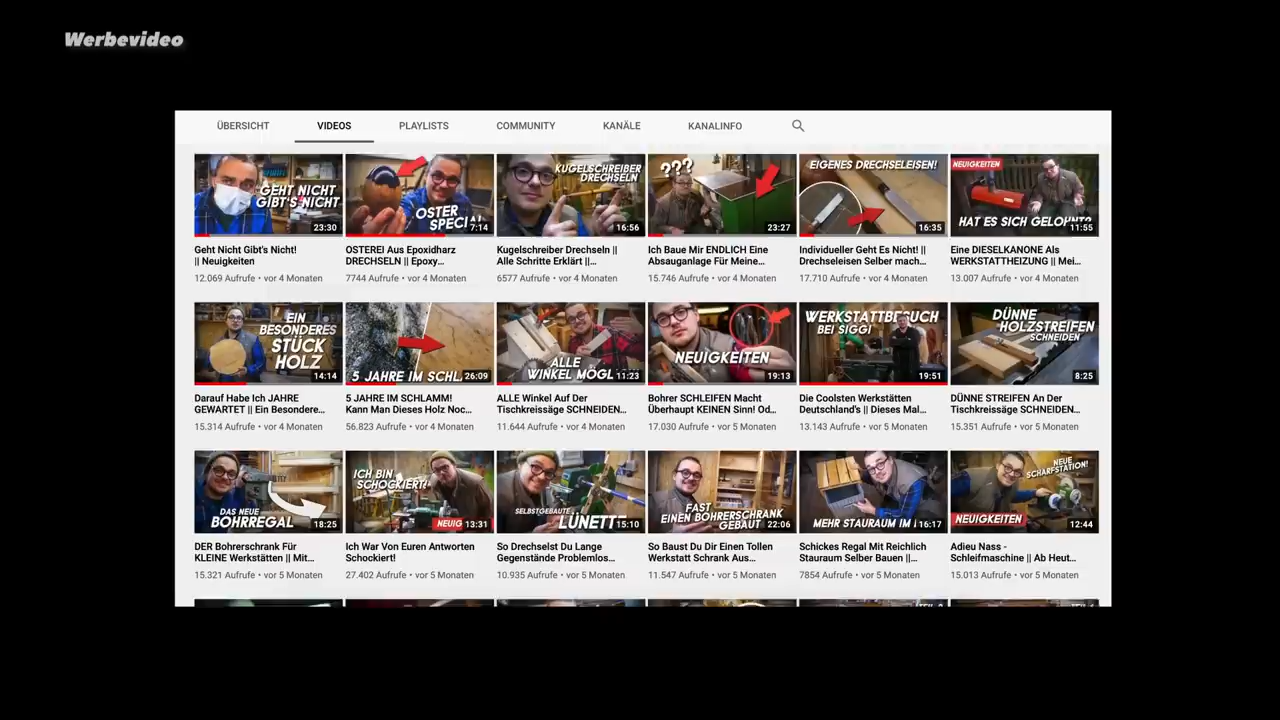 Werbevideo
ÜBERSICHT VIDEOS PLAYLISTS COMMUNITY KANÄLE KANALINFO
GEHT NICHT
GIBT'S NICHT
23:30
OSTER
SPECIAL
7:14
KUGELSCHREIBER
DRECHSELN
16:56
???
23:27
EIGENES DRECHSELEISEN!
16:35
NEUIGKEITEN
HAT ES SICH GELOHNT?
11:55
Geht Nicht Gibt's Nicht!
|| Neuigkeiten
12.069 Aufrufe • vor 4 Monaten
OSTEREI Aus Epoxidharz
DRECHSELN || Epoxy...
7744 Aufrufe • vor 4 Monaten
Kugelschreiber Drechseln ||
Alle Schritte Erklärt ||...
6577 Aufrufe • vor 4 Monaten
Ich Baue Mir ENDLICH Eine
Absauganlage Für Meine...
15.746 Aufrufe • vor 4 Monaten
Individueller Geht Es Nicht! ||
Drechseleisen Selber mach...
17.710 Aufrufe • vor 4 Monaten
Eine DIESELKANONE Als
WERKSTATTHEIZUNG || Mei...
13.007 Aufrufe • vor 4 Monaten
EIN
BESONDERES
STÜCK
HOLZ
14:14
5 JAHRE IM SCHL.
26:09
ALLE
WINKEL MOGL
11:23
NEUIGKEITEN
19:13
WERKSTATTBESUCH
BEI SIGGI
19:51
DÜNNE
HOLZSTREIFEN
SCHNEIDEN
8:25
Darauf Habe Ich JAHRE
GEWARTET || Ein Besondere...
15.314 Aufrufe • vor 4 Monaten
5 JAHRE IM SCHLAMM!
Kann Man Dieses Holz Noc...
56.823 Aufrufe • vor 4 Monaten
ALLE Winkel Auf Der
Tischkreissäge SCHNEIDEN...
11.644 Aufrufe • vor 4 Monaten
Bohrer SCHLEIFEN Macht
Überhaupt KEINEN Sinn! Od...
17.030 Aufrufe • vor 5 Monaten
Die Coolsten Werkstätten
Deutschland's || Dieses Mal...
13.143 Aufrufe • vor 5 Monaten
DÜNNE STREIFEN An Der
Tischkreissäge SCHNEIDEN...
15.351 Aufrufe • vor 5 Monaten
DAS NEUE
BOHRREGAL
18:25
ICH BIN
SCHOCKIERT!
NEUIG
13:31
SELBSTGEBAUTE
LÜNETT
15:10
FAST
EINEN BOHRERSCHRANK
GEBAUT
22:06
MEHR STAURAUM IM
16:17
NEUE
SCHÄRFSTATION!
NEUIGKEITEN
12:44
DER Bohrerschrank Für
KLEINE Werkstätten || Mit...
15.321 Aufrufe • vor 5 Monaten
Ich War Von Euren Antworten
Schockiert!
27.402 Aufrufe • vor 5 Monaten
So Drechselst Du Lange
Gegenstände Problemlos...
10.935 Aufrufe • vor 5 Monaten
So Baust Du Dir Einen Tollen
Werkstatt Schrank Aus...
11.547 Aufrufe • vor 5 Monaten
Schickes Regal Mit Reichlich
Stauraum Selber Bauen ||...
7854 Aufrufe • vor 5 Monaten
Adieu Nass -
Schleifmaschine || Ab Heut...
15.013 Aufrufe • vor 5 Monaten